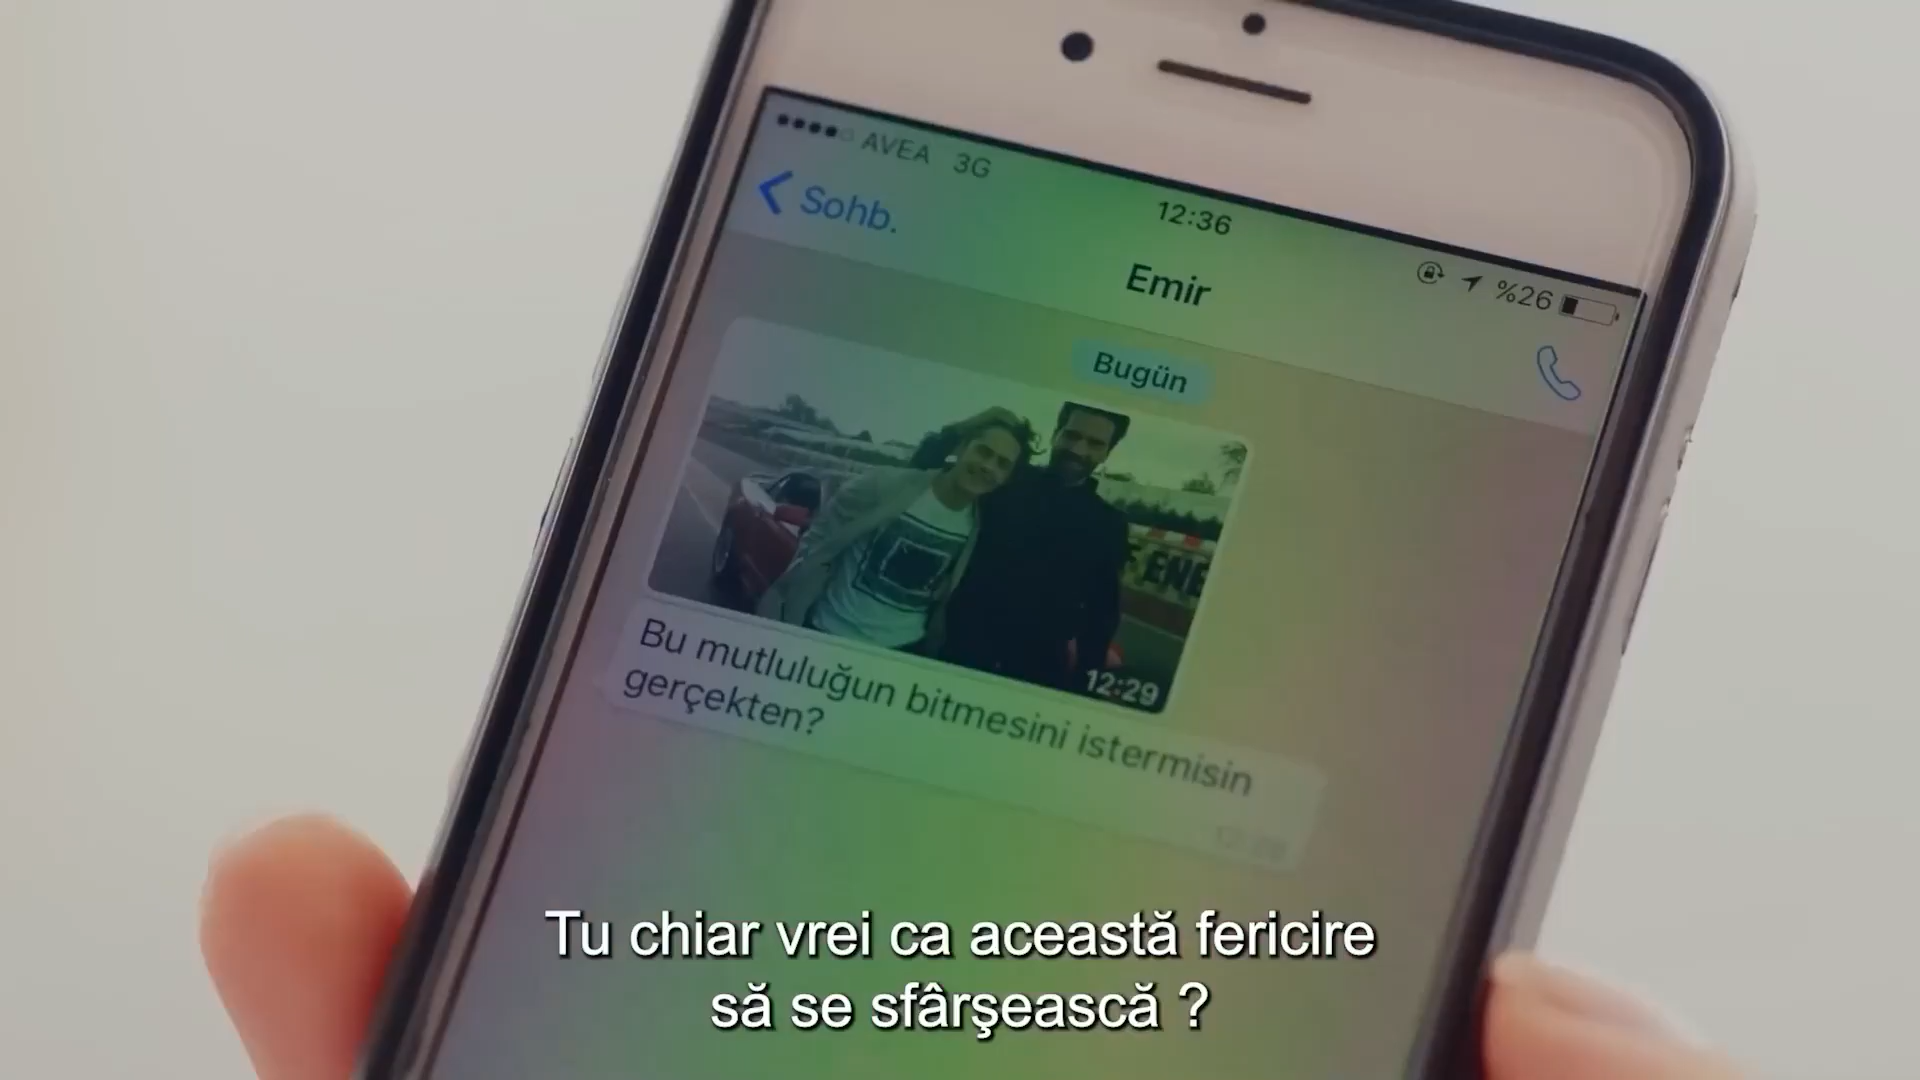 AVEA 3G
12:36
%26
Sohb.
Emir
Bugün
F ENE
12:29
Bu mutluluğun bitmesini istermisin
gerçekten?
Tu chiar vrei ca această fericire
să se sfârşească ?